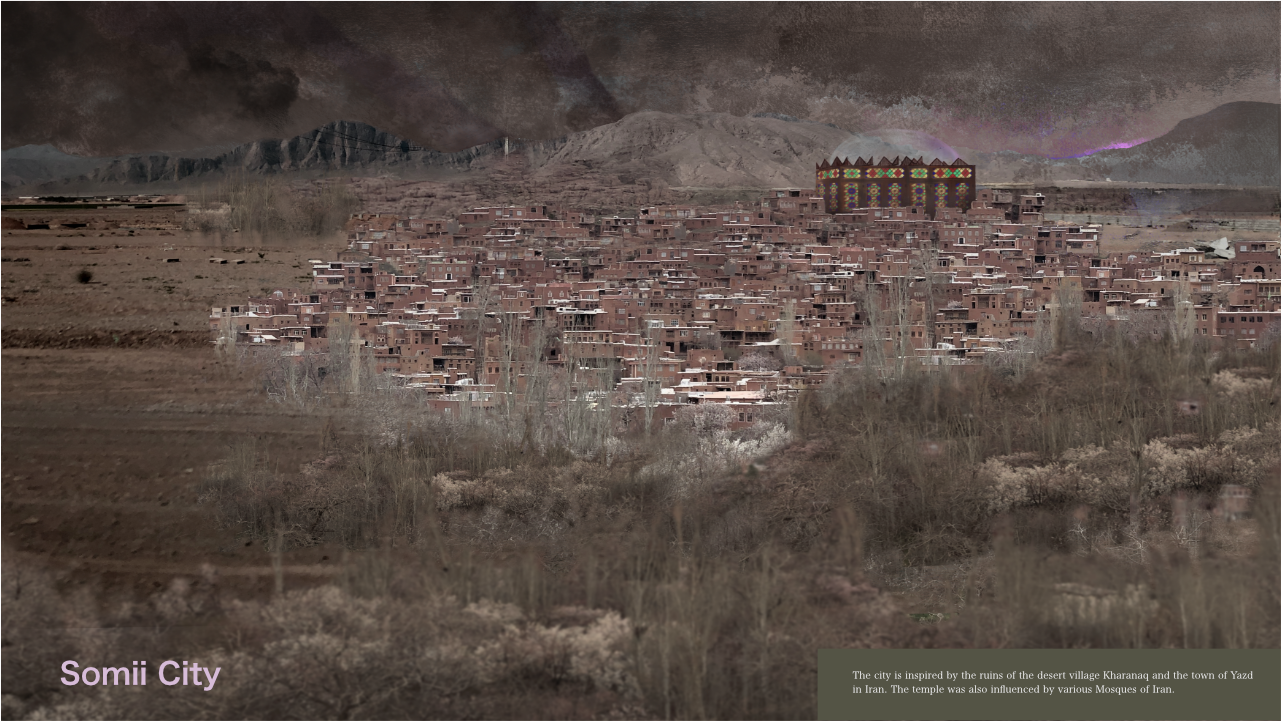 Somii City
The city is inspired by the ruins of the desert village Kharanaq and the town of Yazd
in Iran. The temple was also influenced by various Mosques of Iran.